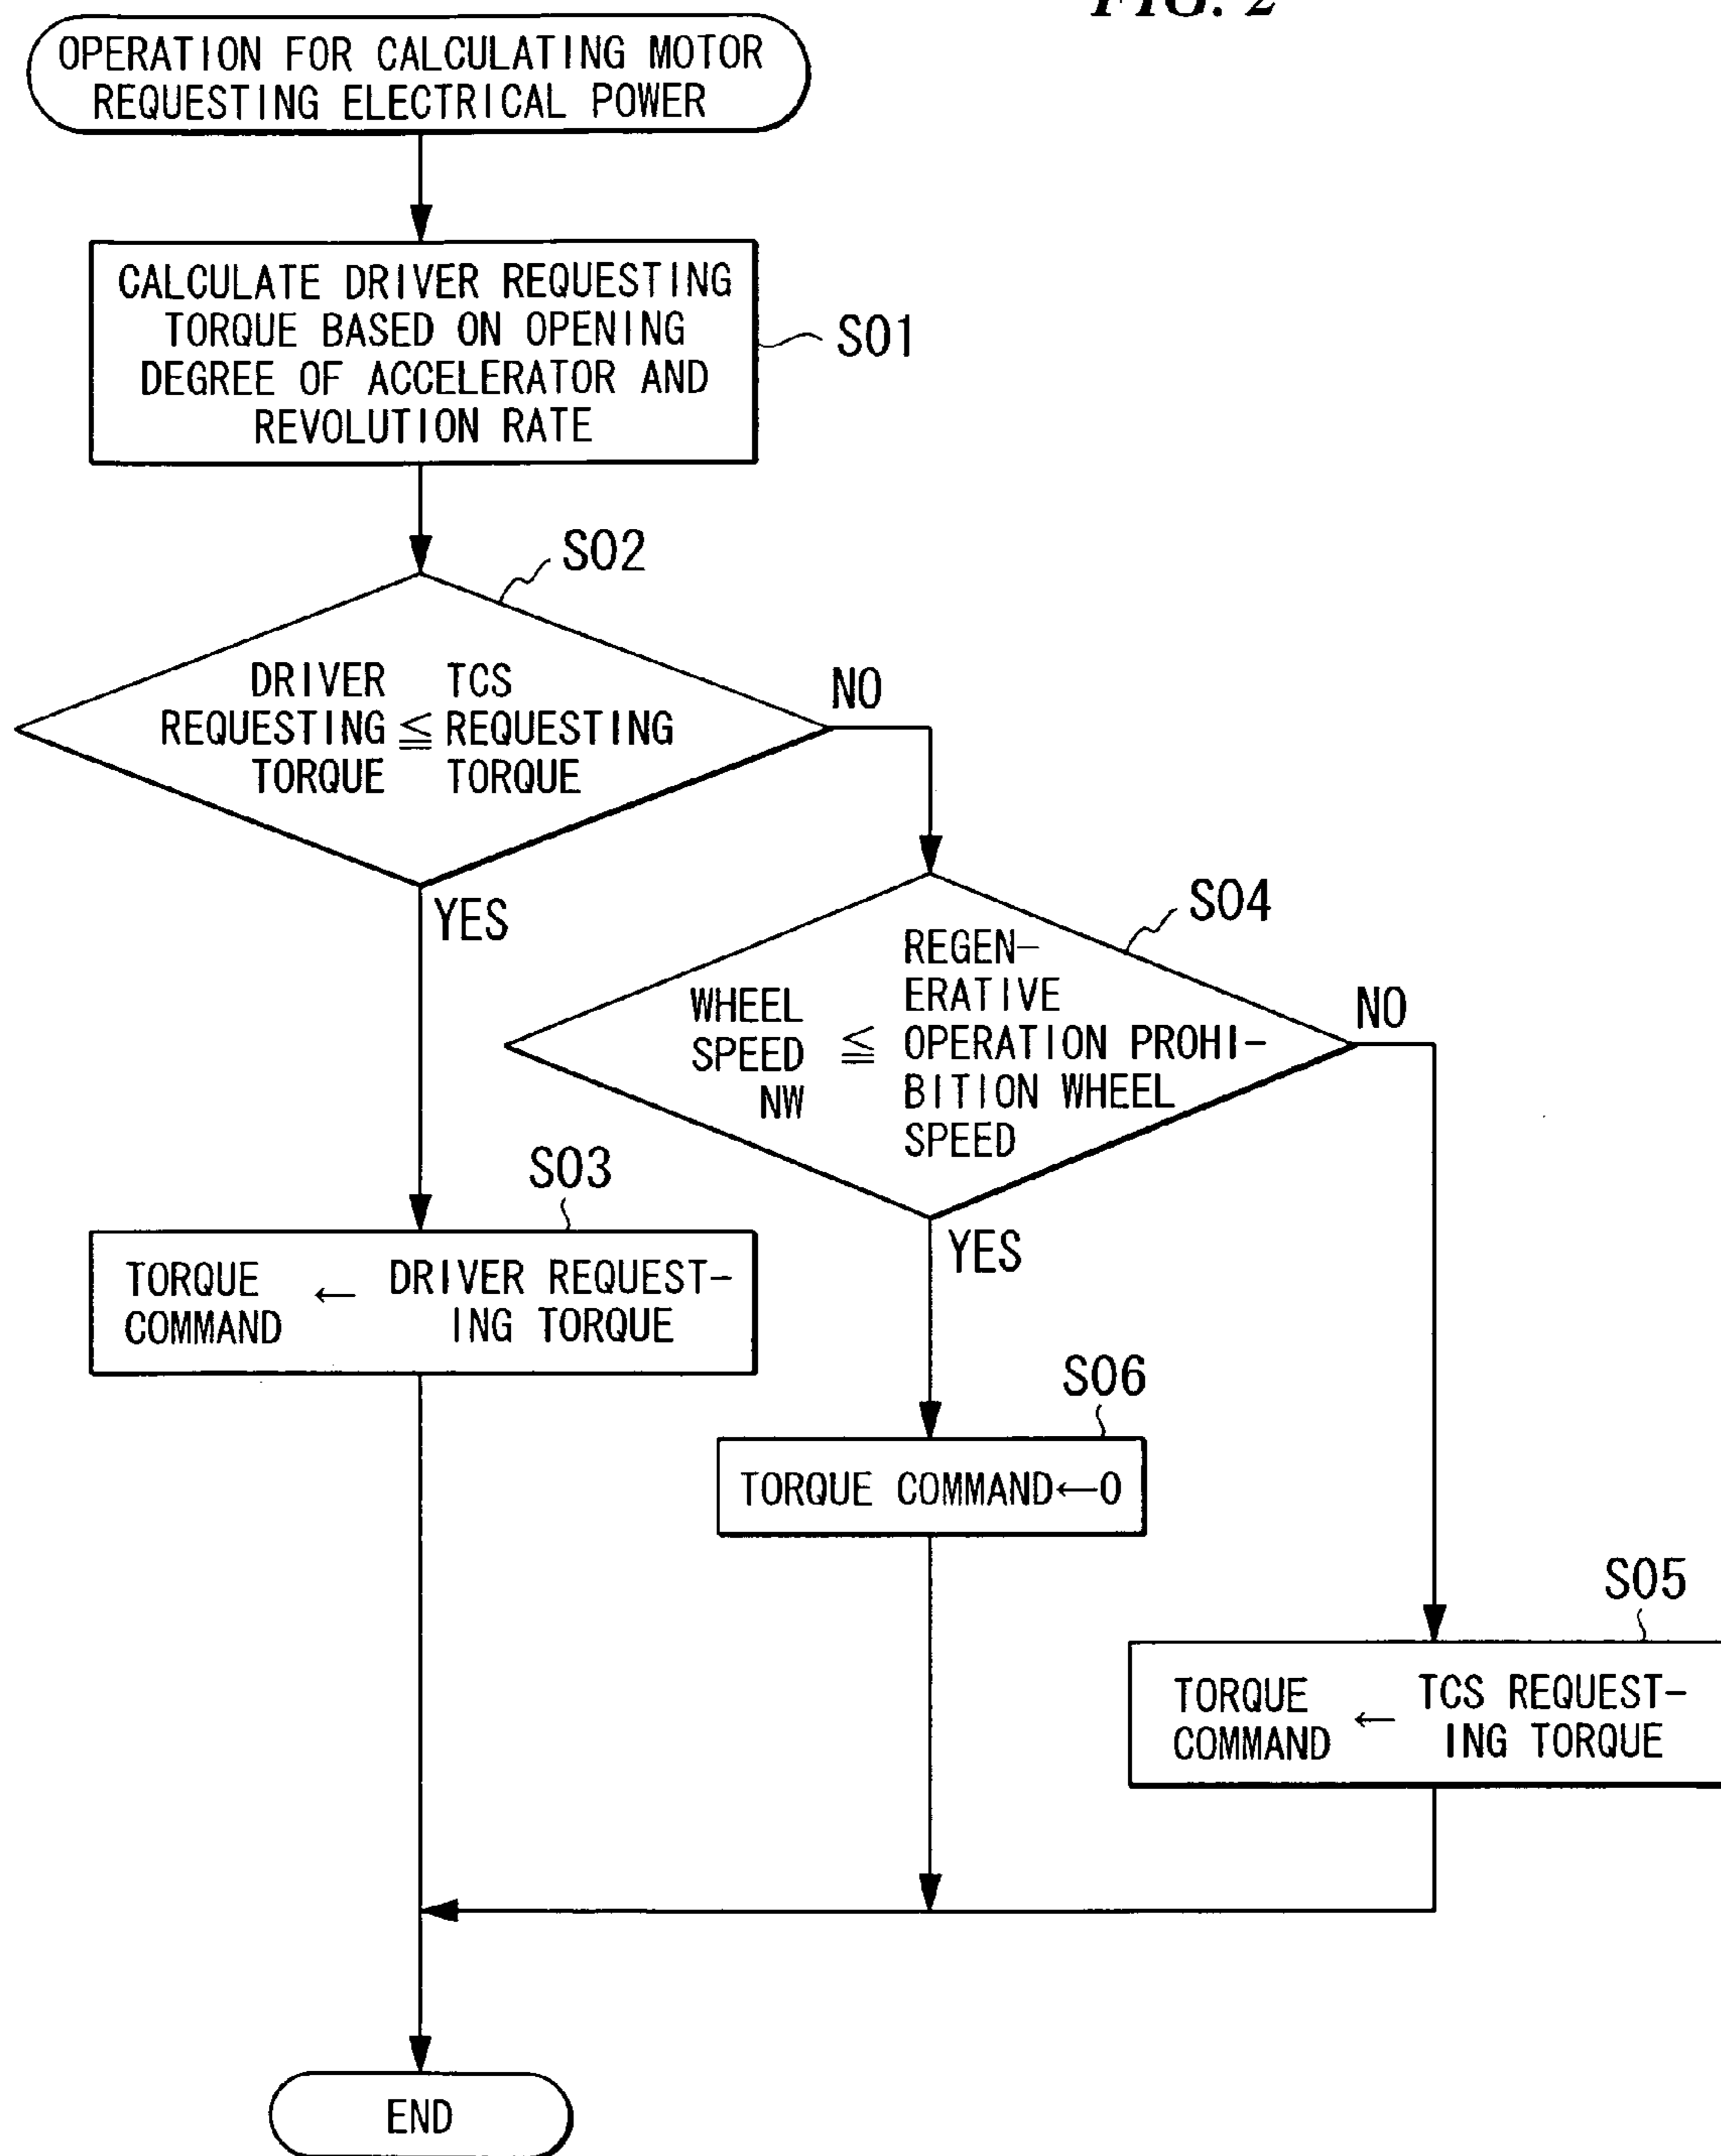 FIG. 2
OPERATION FOR CALCULATING MOTOR
REQUESTING ELECTRICAL POWER
CALCULATE DRIVER REQUESTING
TORQUE BASED ON OPENING
DEGREE OF ACCELERATOR AND
REVOLUTION RATE
S01
S02
DRIVER
REQUESTING
TORQUE
≦
TCS
REQUESTING
TORQUE
NO
YES
S04
WHEEL
SPEED
NW
≦
REGEN-
ERATIVE
OPERATION PROHI-
BITION WHEEL
SPEED
NO
YES
S03
TORQUE
COMMAND
←
DRIVER REQUEST-
ING TORQUE
S06
TORQUE COMMAND←0
S05
TORQUE
COMMAND
←
TCS REQUEST-
ING TORQUE
END